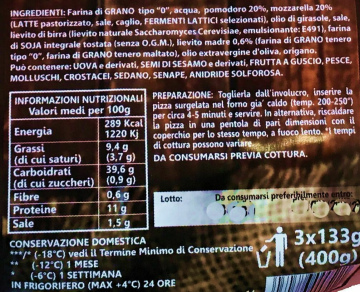 INGREDIENTI: Farina di GRANO tipo "0", acqua, pomodoro 20%, mozzarella 20%
(LATTE pastorizzato, sale, caglio, FERMENTI LATTICI selezionati), olio di girasole, sale,
lievito di birra (lievito naturale Saccharomyces Cerevisiae, emulsionante: E491), farina
di SOJA integrale tostata (senza O.G.M.), lievito madre 0,6% (farina di GRANO tenero
tipo "0", farina di GRANO tenero maltato), olio extravergine d'oliva, origano.
Può contenere: UOVA e derivati, SEMI DI SESAMO e derivati, FRUTTA A GUSCIO, PESCE,
MOLLUSCHI, CROSTACEI, SEDANO, SENAPE, ANIDRIDE SOLFOROSA.
INFORMAZIONI NUTRIZIONALI
Valori medi per 100g
Energia 289 Kcal
1220 Kj
Grassi 9,4 g
(di cui saturi) (3,7 g)
Carboidrati 39,6 g
(di cui zuccheri) (0,9 g)
Fibre 0,6 g
Proteine 11 g
Sale 1,5 g
PREPARAZIONE: Toglierla dall'involucro, inserire la
pizza surgelata nel forno gia' caldo (temp. 200-250°)
per circa 4-5 minuti e servire. In alternativa, riscaldare
la pizza in una pentola di pari dimensioni con il
coperchio per lo stesso tempo, a fuoco lento. *I tempi
di cottura possono variare.
DA CONSUMARSI PREVIA COTTURA.
Lotto: Da consumarsi preferibilmente entro:
CONSERVAZIONE DOMESTICA
***/* (-18°C) vedi il Termine Minimo di Conservazione
** (-12°C) 1 MESE
* (-6°C) 1 SETTIMANA
IN FRIGORIFERO (MAX +4°C) 24 ORE
3x133g
(400g)